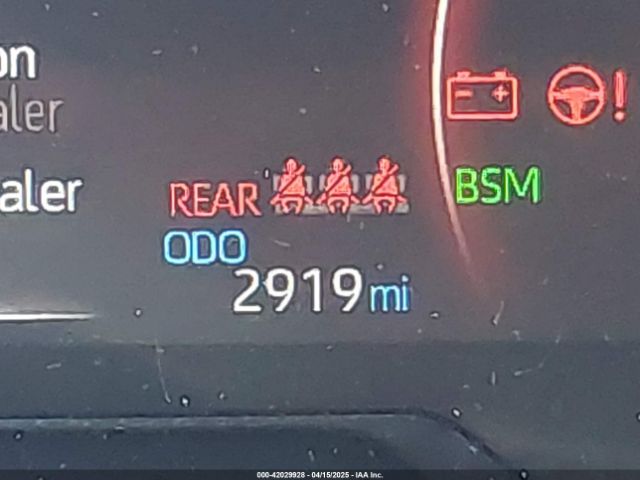 on
aler
aler
REAR
BSM
ODO
2919 mi
000-42029928 - 04/15/2025 - IAA Inc.